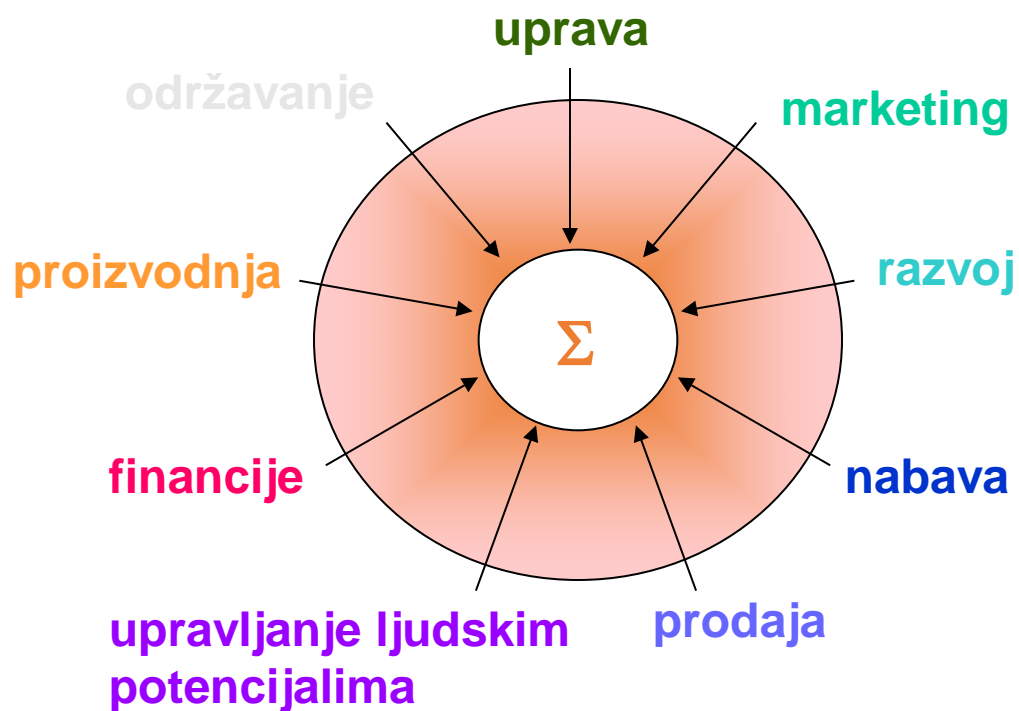 uprava
održavanje
marketing
proizvodnja
razvoj
Σ
financije
nabava
upravljanje ljudskim
potencijalima
prodaja